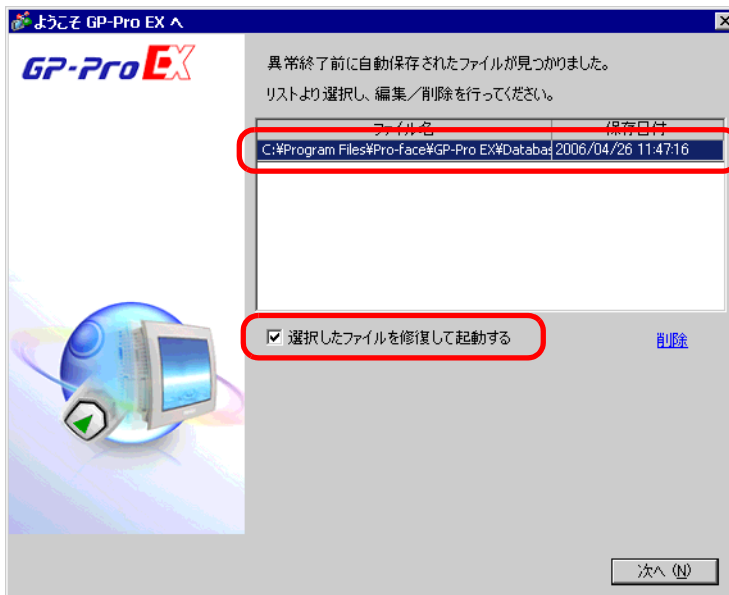 ようこそ GP-Pro EX へ
GP-Pro EX
異常終了前に自動保存されたファイルが見つかりました。
リストより選択し、編集／削除を行ってください。
ファイル名 保存日付
C:¥Program Files¥Pro-face¥GP-Pro EX¥Databas 2006/04/26 11:47:16
選択したファイルを修復して起動する 削除
次へ (N)